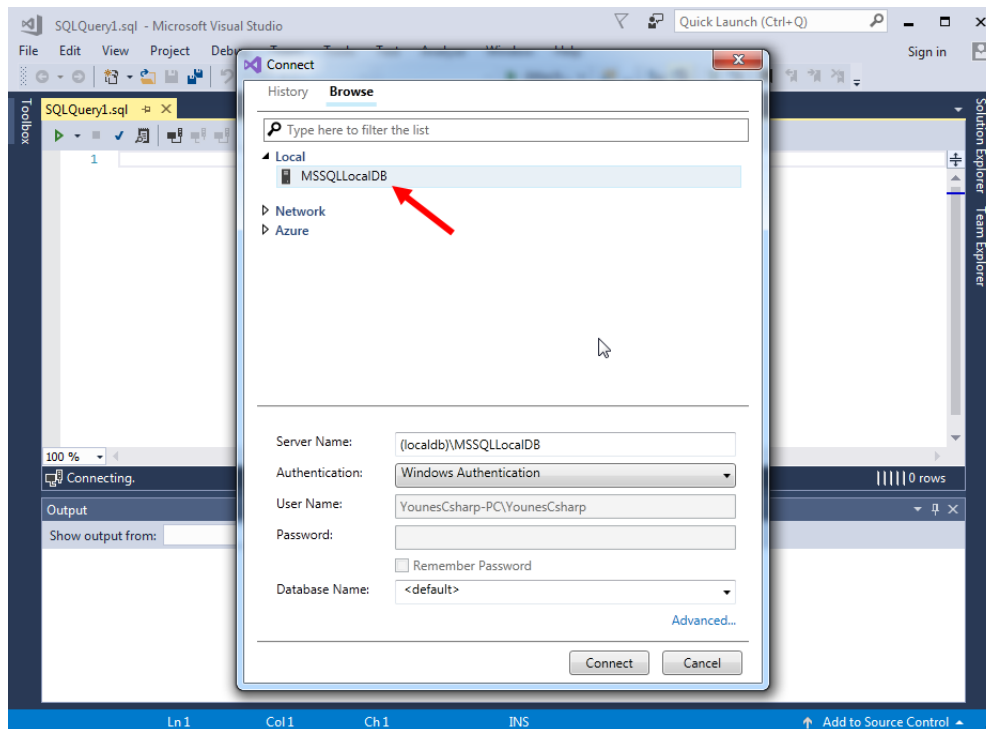 SQLQuery1.sql - Microsoft Visual Studio
Quick Launch (Ctrl+Q)
File Edit View Project
Sign in
Connect
Toolbox
SQLQuery1.sql
History Browse
Type here to filter the list
1
Local
MSSQLLocalDB
Network
Azure
Solution Explorer
Team Explorer
Server Name: (localdb)\MSSQLLocalDB
100 %
Authentication: Windows Authentication
Connecting.
0 rows
User Name: YounesCsharp-PC\YounesCsharp
Output
Password:
Show output from:
Remember Password
Database Name: <default>
Advanced...
Connect Cancel
Ln 1 Col 1 Ch 1 INS Add to Source Control